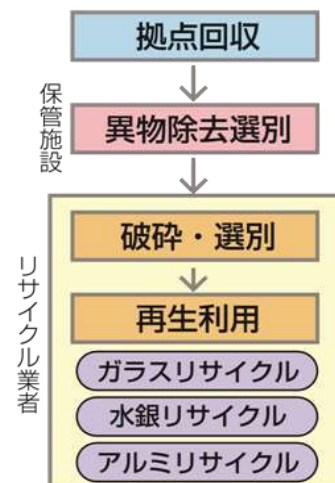 拠点回収
保管施設
異物除去選別
リサイクル業者
破砕・選別
再生利用
ガラスリサイクル
水銀リサイクル
アルミリサイクル